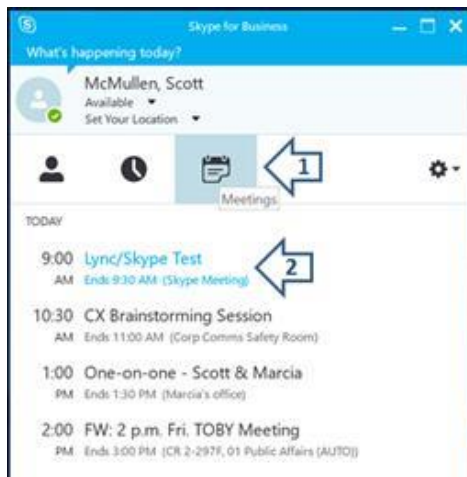 Skype for Business
What's happening today?
McMullen, Scott
Available
Set Your Location
1
Meetings
TODAY
9:00 Lync/Skype Test
AM Ends 9:30 AM (Skype Meeting)
2
10:30 CX Brainstorming Session
AM Ends 11:00 AM (Corp Comms Safety Room)
1:00 One-on-one - Scott & Marcia
PM Ends 1:30 PM (Marcia's office)
2:00 FW: 2 p.m. Fri. TOBY Meeting
PM Ends 3:00 PM (CR 2-297F, 01 Public Affairs (AUTO))